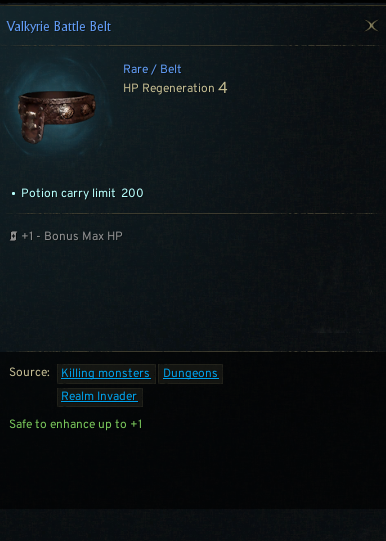 Valkyrie Battle Belt
Rare / Belt
HP Regeneration 4
• Potion carry limit 200
+1 - Bonus Max HP
Source: Killing monsters Dungeons
Realm Invader
Safe to enhance up to +1